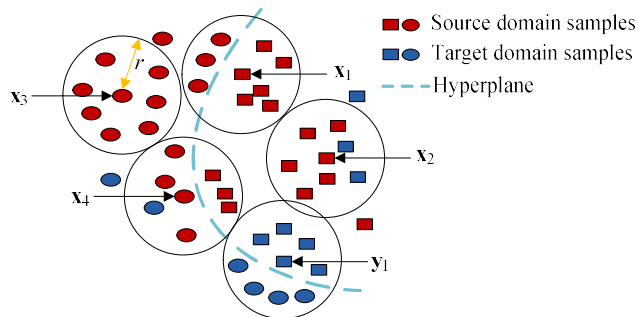 Source domain samples
Target domain samples
Hyperplane
r
x1
x3
x2
x4
y1